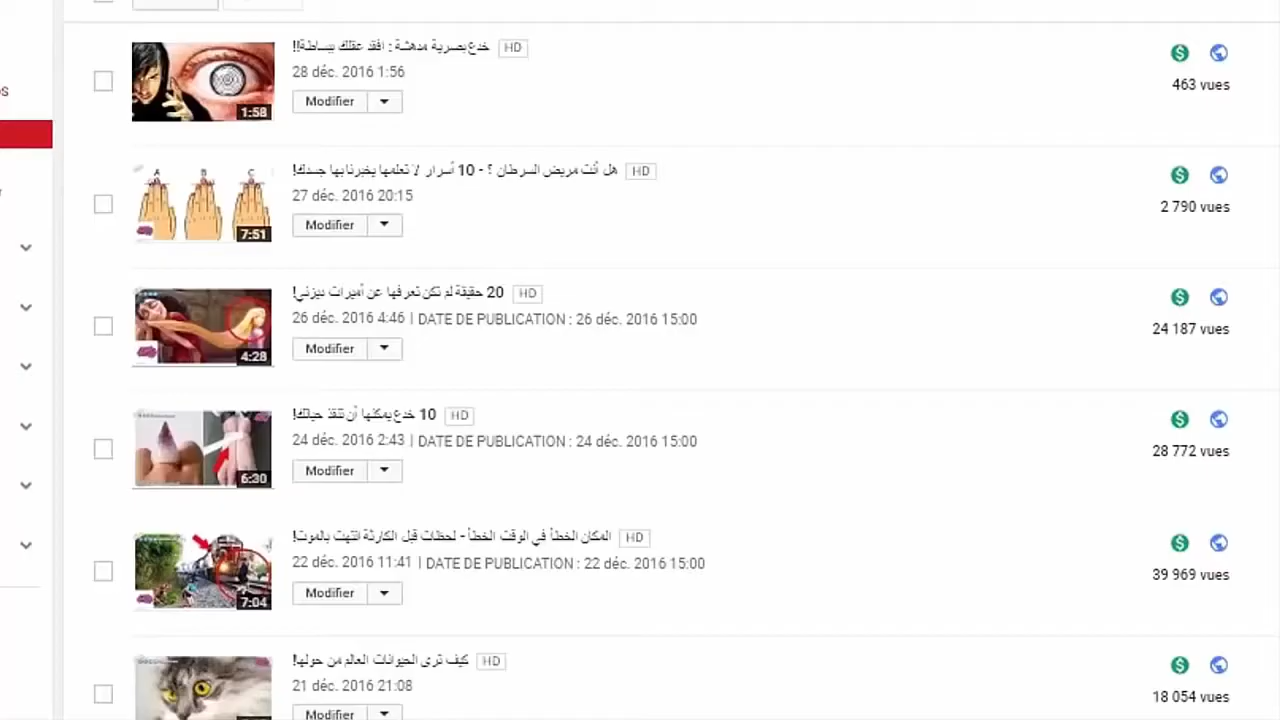 خدع بصرية مدهشة : افقد عقلك ببساطة!! HD
28 déc. 2016 1:56
1:58
Modifier
463 vues
هل أنت مريض السرطان ؟ - 10 أسرار لا تعلمها يخبرنا بها جسدك! HD
A B C
27 déc. 2016 20:15
7:51
Modifier
2 790 vues
20 حقيقة لم تكن تعرفها عن أميرات ديزني! HD
26 déc. 2016 4:46 | DATE DE PUBLICATION : 26 déc. 2016 15:00
4:28
Modifier
24 187 vues
10 خدع يمكنها أن تنقذ حياتك! HD
24 déc. 2016 2:43 | DATE DE PUBLICATION : 24 déc. 2016 15:00
6:30
Modifier
28 772 vues
المكان الخطأ في الوقت الخطأ - لحظات قبل الكارثة انتهت بالموت! HD
22 déc. 2016 11:41 | DATE DE PUBLICATION : 22 déc. 2016 15:00
7:04
Modifier
39 969 vues
كيف ترى الحيوانات العالم من حولها! HD
21 déc. 2016 21:08
Modifier
18 054 vues